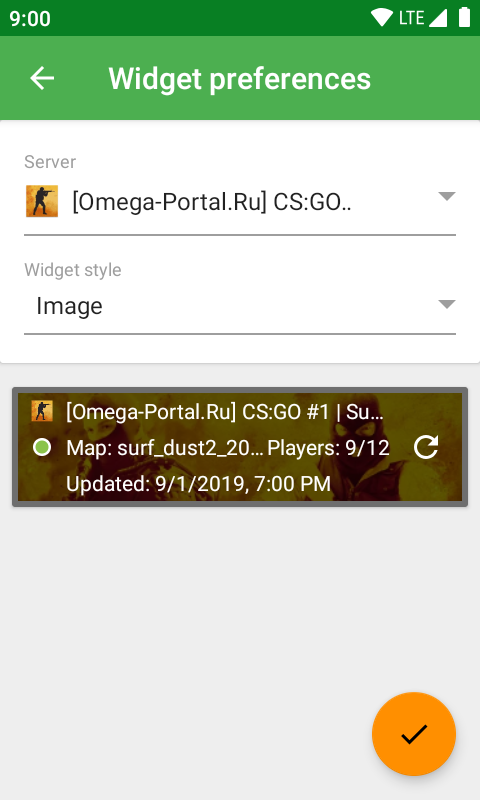 9:00 LTE
Widget preferences
Server
[Omega-Portal.Ru] CS:GO..
Widget style
Image
[Omega-Portal.Ru] CS:GO #1 | Su...
Map: surf_dust2_20... Players: 9/12
Updated: 9/1/2019, 7:00 PM